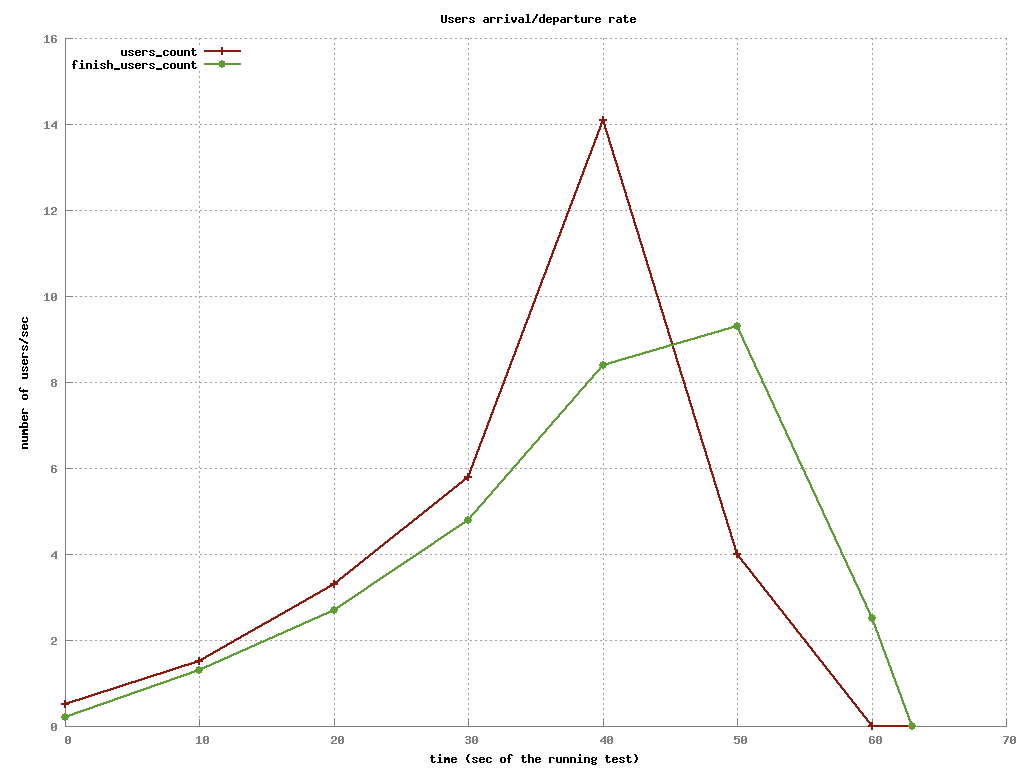 Users arrival/departure rate
users_count
finish_users_count
16
14
12
10
8
6
4
2
0
number of users/sec
0 10 20 30 40 50 60 70
time (sec of the running test)